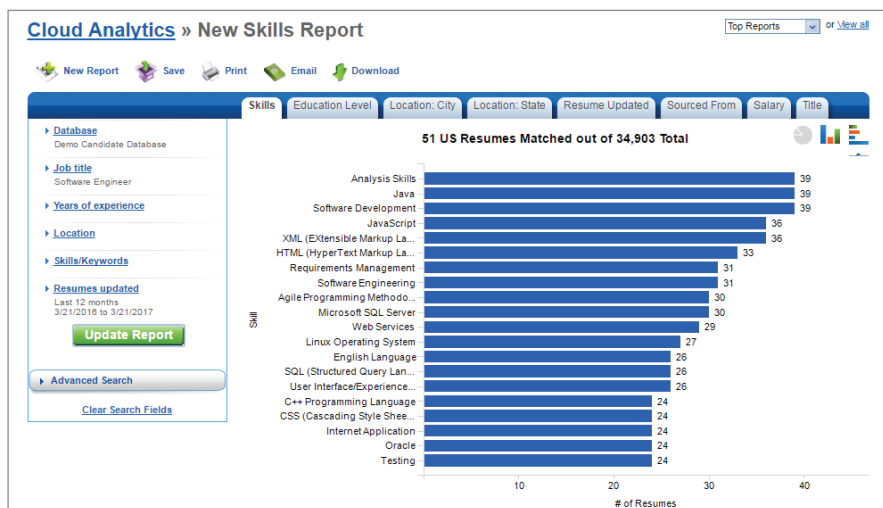 Cloud Analytics » New Skills Report
Top Reports or View all
New Report Save Print Email Download
Skills Education Level Location: City Location: State Resume Updated Sourced From Salary Title
Database
Demo Candidate Database
Job title
Software Engineer
Years of experience
Location
Skills/Keywords
Resumes updated
Last 12 months
3/21/2016 to 3/21/2017
Update Report
Advanced Search
Clear Search Fields
51 US Resumes Matched out of 34,903 Total
Skill
Analysis Skills 39
Java 39
Software Development 39
JavaScript 36
XML (EXtensible Markup La... 36
HTML (HyperText Markup La... 33
Requirements Management 31
Software Engineering 31
Agile Programming Methodo... 30
Microsoft SQL Server 30
Web Services 29
Linux Operating System 27
English Language 26
SQL (Structured Query Lan... 26
User Interface/Experience... 26
C++ Programming Language 24
CSS (Cascading Style Shee... 24
Internet Application 24
Oracle 24
Testing 24
10 20 30 40
# of Resumes